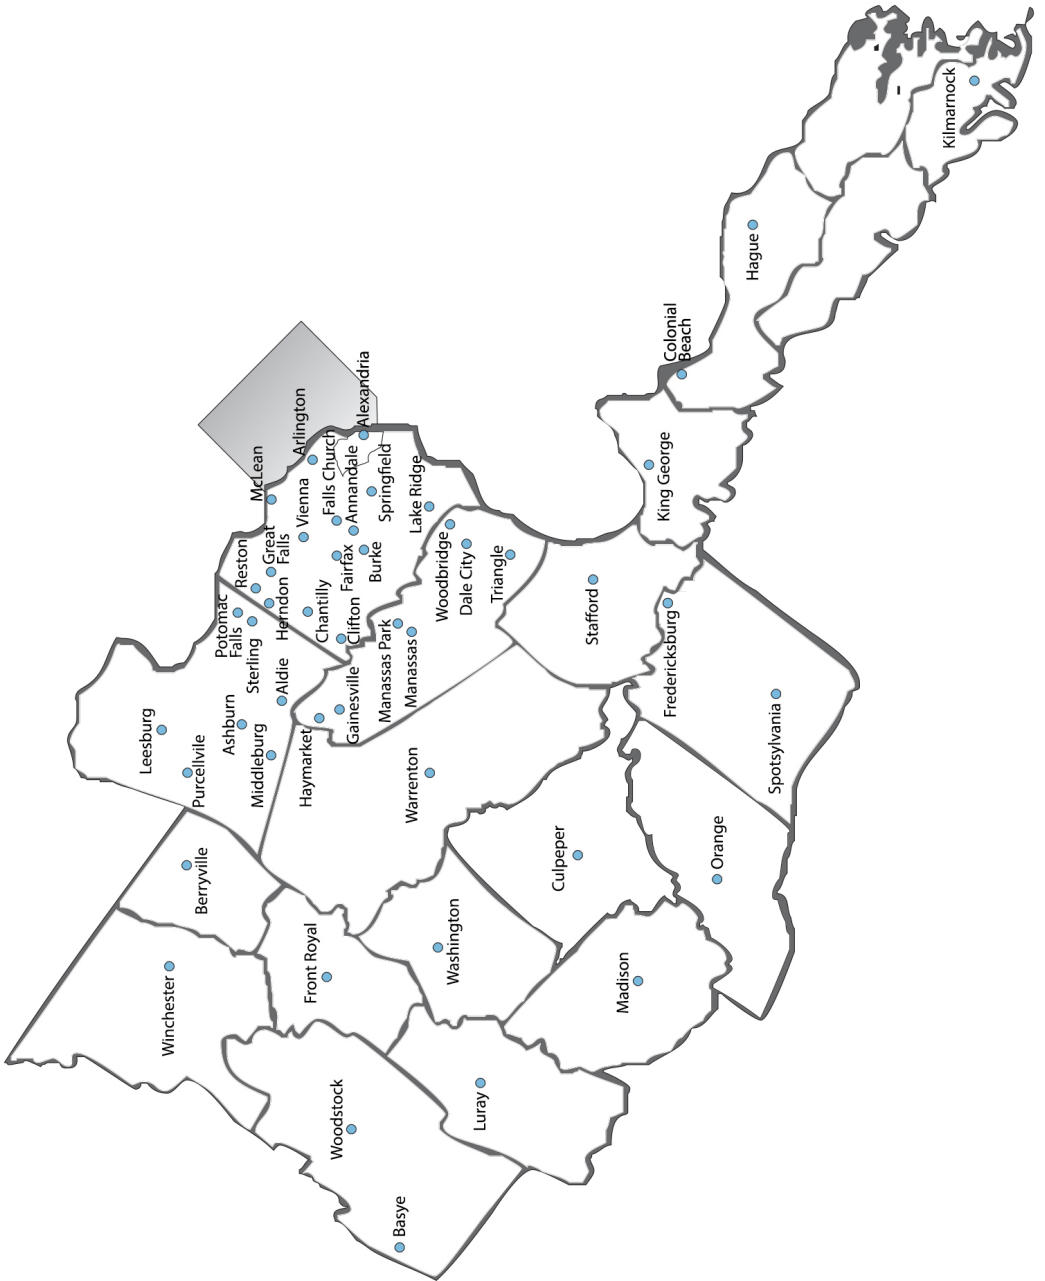 Leesburg
Winchester
Purcellvile
Berryville
Potomac
Falls
Ashburn
Reston
Sterling
Middleburg
McLean
Great
Falls
Aldie
Herndon
Arlington
Vienna
Haymarket
Front Royal
Chantilly
Falls Church
Woodstock
Fairfax
Gainesville
Clifton
Annandale
Alexandria
Burke
Manassas Park
Springfield
Basye
Warrenton
Manassas
Lake Ridge
Woodbridge
Washington
Dale City
Luray
Triangle
Culpeper
Stafford
Madison
King George
Fredericksburg
Colonial
Beach
Orange
Hague
Spotsylvania
Kilmarnock